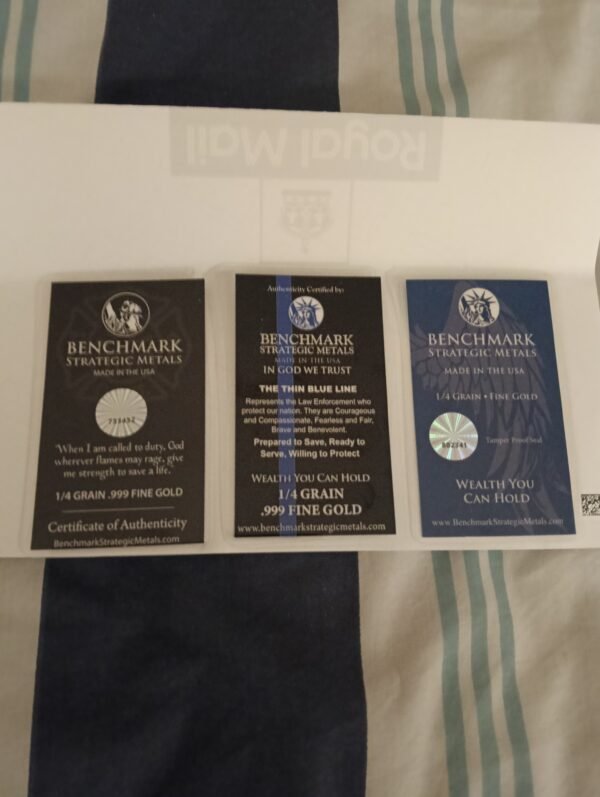 Royal Mail
BENCHMARK
STRATEGIC METALS
MADE IN THE USA
733032
"When I am called to duty, God
wherever flames may rage, give
me strength to save a life.
1/4 GRAIN .999 FINE GOLD
Certificate of Authenticity
BenchmarkStrategicMetals.com
Authenticity Certified by:
BENCHMARK
STRATEGIC METALS
MADE IN THE USA
IN GOD WE TRUST
THE THIN BLUE LINE
Represents the Law Enforcement who
protect our nation. They are Courageous
and Compassionate, Fearless and Fair,
Brave and Benevolent.
Prepared to Save, Ready to
Serve, Willing to Protect
WEALTH YOU CAN HOLD
1/4 GRAIN
.999 FINE GOLD
www.benchmarkstrategicmetals.com
BENCHMARK
STRATEGIC METALS
MADE IN THE USA
1/4 GRAIN • FINE GOLD
802341
Tamper Proof Seal
WEALTH YOU
CAN HOLD
www.BenchmarkStrategicMetals.com